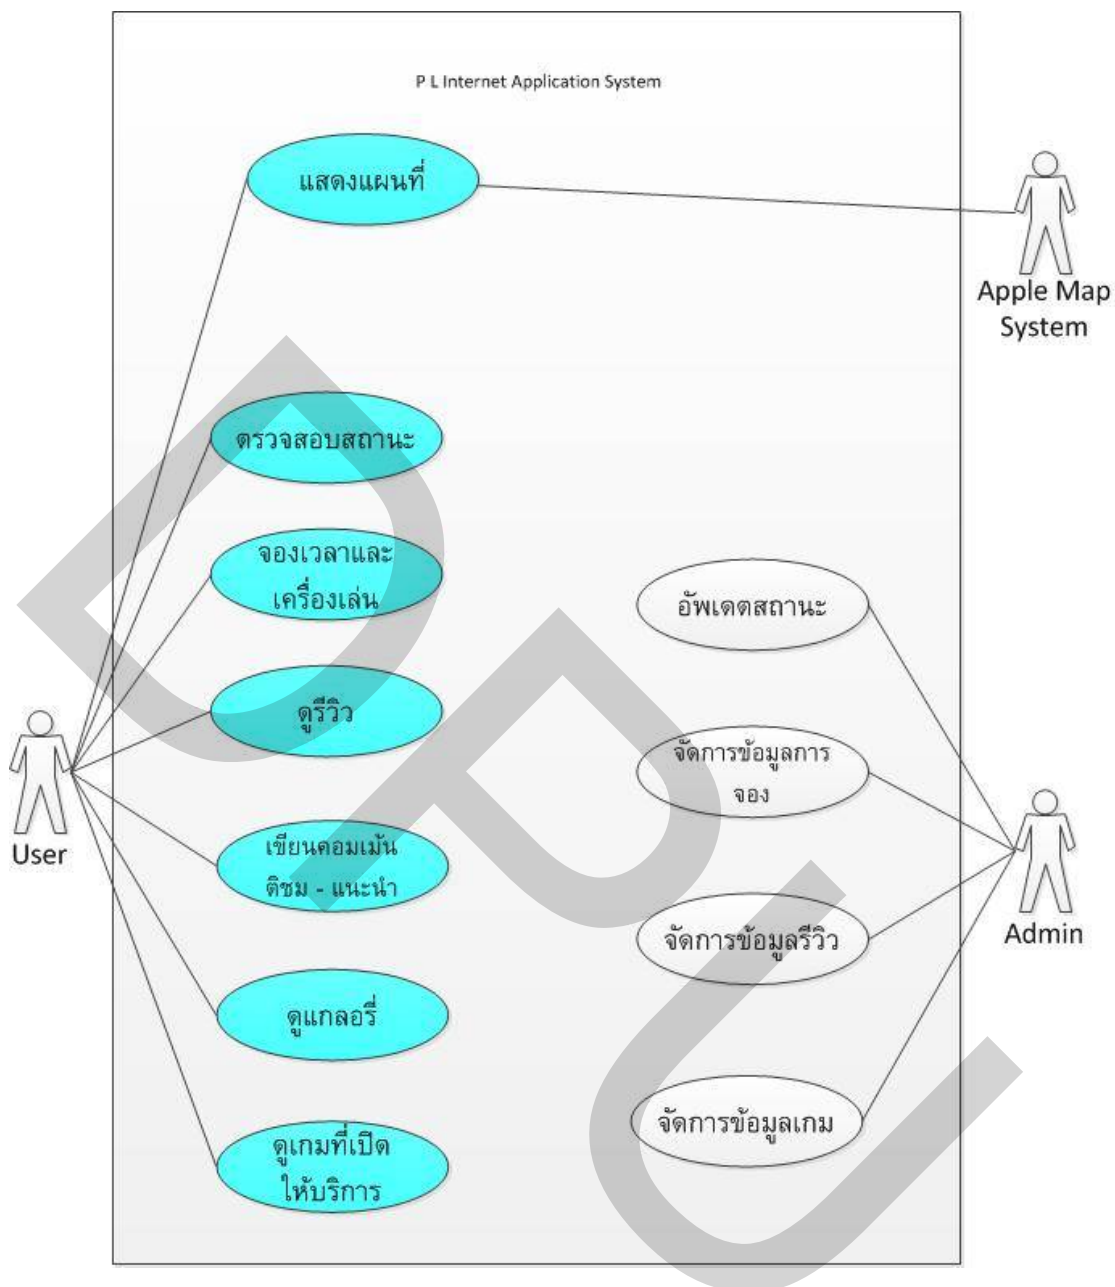 P L Internet Application System
แสดงแผนที่
Apple Map
System
ตรวจสอบสถานะ
จองเวลาและ
เครื่องเล่น
อัพเดตสถานะ
ดูรีวิว
จัดการข้อมูลการ
จอง
User
เขียนคอมเม้น
ติชม - แนะนำ
Admin
จัดการข้อมูลรีวิว
ดูแกลอรี่
จัดการข้อมูลเกม
ดูเกมที่เปิด
ให้บริการ
DPU